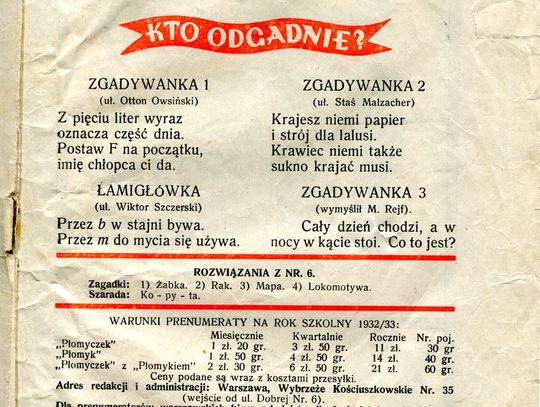 KTO ODGADNIE?
ZGADYWANKA 1
(uł. Otton Owsiński)
Z pięciu liter wyraz
oznacza część dnia.
Postaw F na początku,
imię chłopca ci da.
ZGADYWANKA 2
(uł. Staś Malzacher)
Krajesz niemi papier
i strój dla lalusi.
Krawiec niemi także
sukno krajać musi.
ŁAMIGŁÓWKA
(uł. Wiktor Szczerski)
Przez b w stajni bywa.
Przez m do mycia się używa.
ZGADYWANKA 3
(wymyślił M. Rejf).
Cały dzień chodzi, a w
nocy w kącie stoi. Co to jest?
ROZWIĄZANIA Z NR. 6.
Zagadki: 1) Żabka. 2) Rak. 3) Mapa. 4) Lokomotywa.
Szarada: Ko - py - ta.
WARUNKI PRENUMERATY NA ROK SZKOLNY 1932/33:
Miesięcznie Kwartalnie Rocznie Nr. poj.
„Płomyczek" 1 zł. 20 gr. 3 zł. 50 gr. 11 zł. 30 gr
„Płomyk" 1 zł. 50 gr. 4 zł. 50 gr. 14 zł. 40 gr.
„Płomyczek" z „Płomykiem" 2 zł. 30 gr. 6 zł. 50 gr. 21 zł. 60 gr.
Ceny podane są wraz z kosztami przesyłki.
Adres redakcji i administracji: Warszawa, Wybrzeże Kościuszkowskie Nr. 35
(wejście od ul. Dobrej Nr. 6).
Dla prenumeratorów